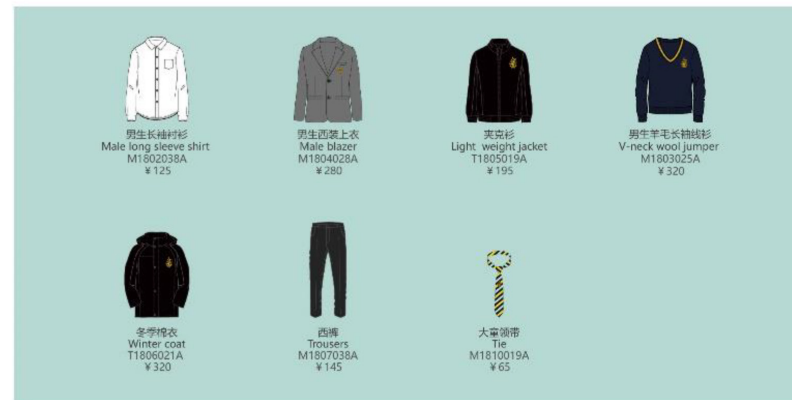 男生长袖衬衫
Male long sleeve shirt
M1802038A
¥125
男生西装上衣
Male blazer
M1804028A
¥280
夹克衫
Light weight jacket
T1805019A
¥195
男生羊毛长袖线衫
V-neck wool jumper
M1803025A
¥320
冬季棉衣
Winter coat
T1806021A
¥320
西裤
Trousers
M1807038A
¥145
大童领带
Tie
M1810019A
¥65